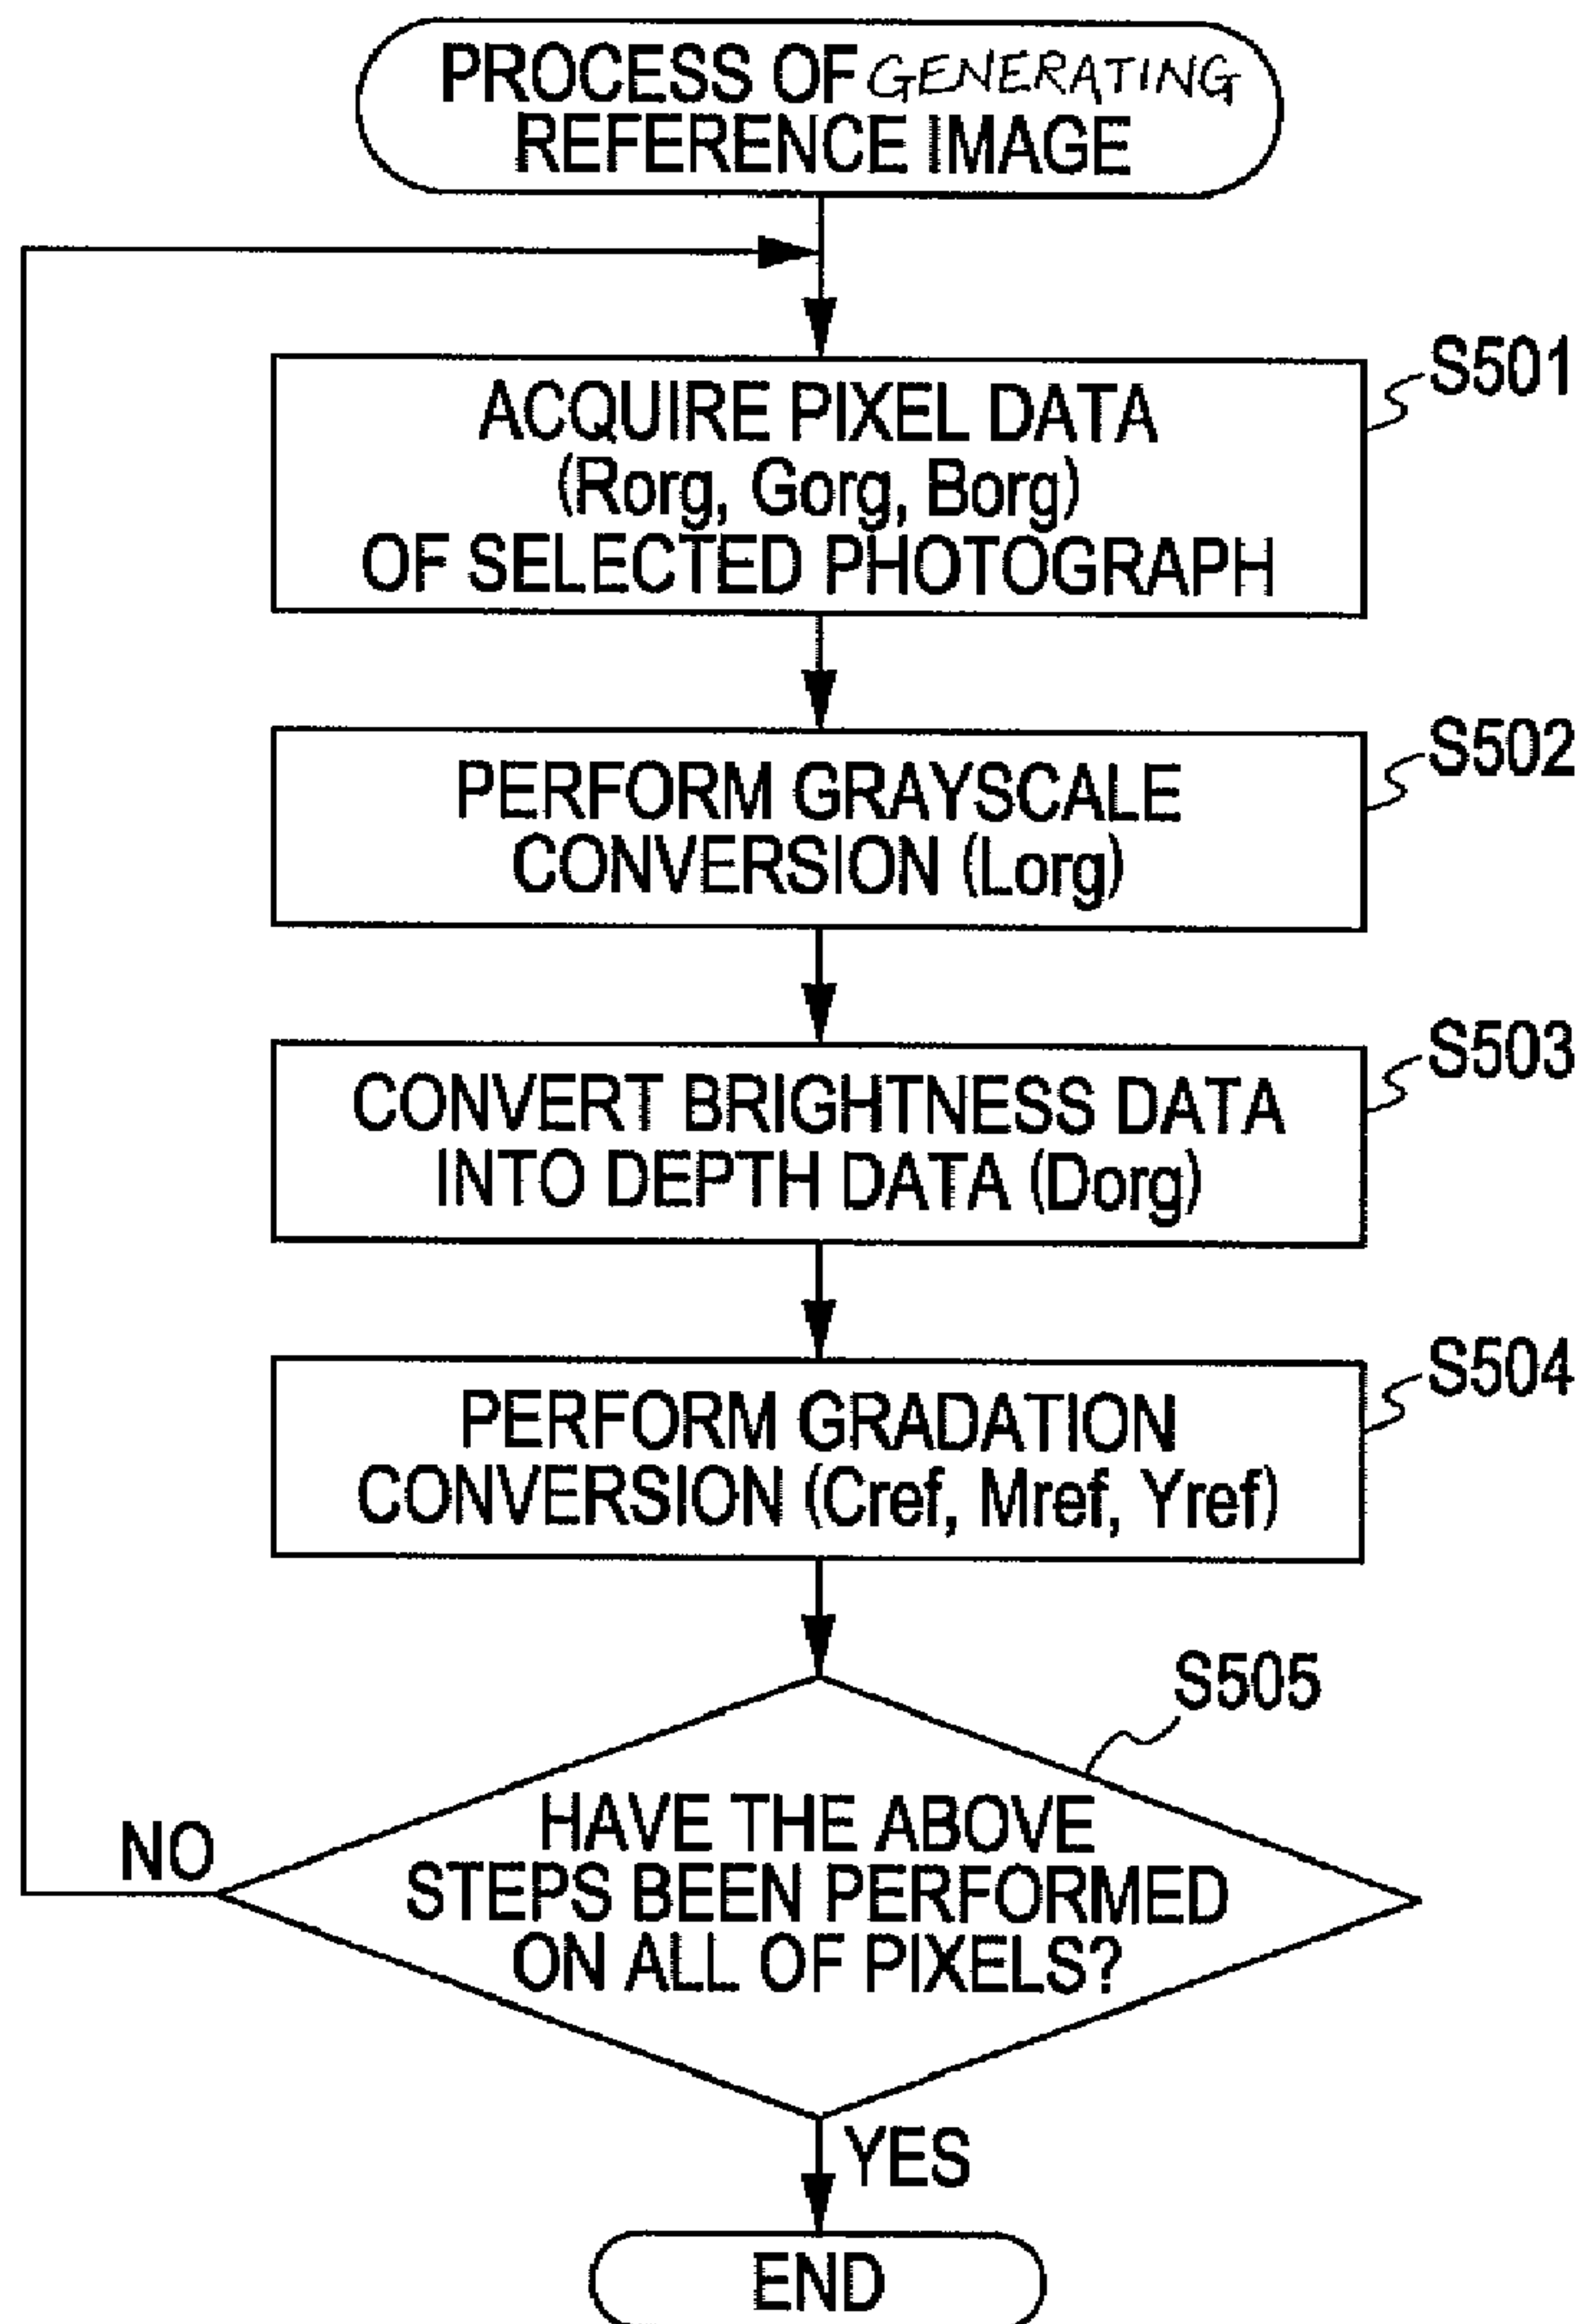 PROCESS OF GENERATING
REFERENCE IMAGE
S501
ACQUIRE PIXEL DATA
(Rorg, Gorg, Borg)
OF SELECTED PHOTOGRAPH
S502
PERFORM GRAYSCALE
CONVERSION (Lorg)
S503
CONVERT BRIGHTNESS DATA
INTO DEPTH DATA (Dorg)
S504
PERFORM GRADATION
CONVERSION (Cref, Mref, Yref)
S505
HAVE THE ABOVE
STEPS BEEN PERFORMED
ON ALL OF PIXELS?
NO
YES
END